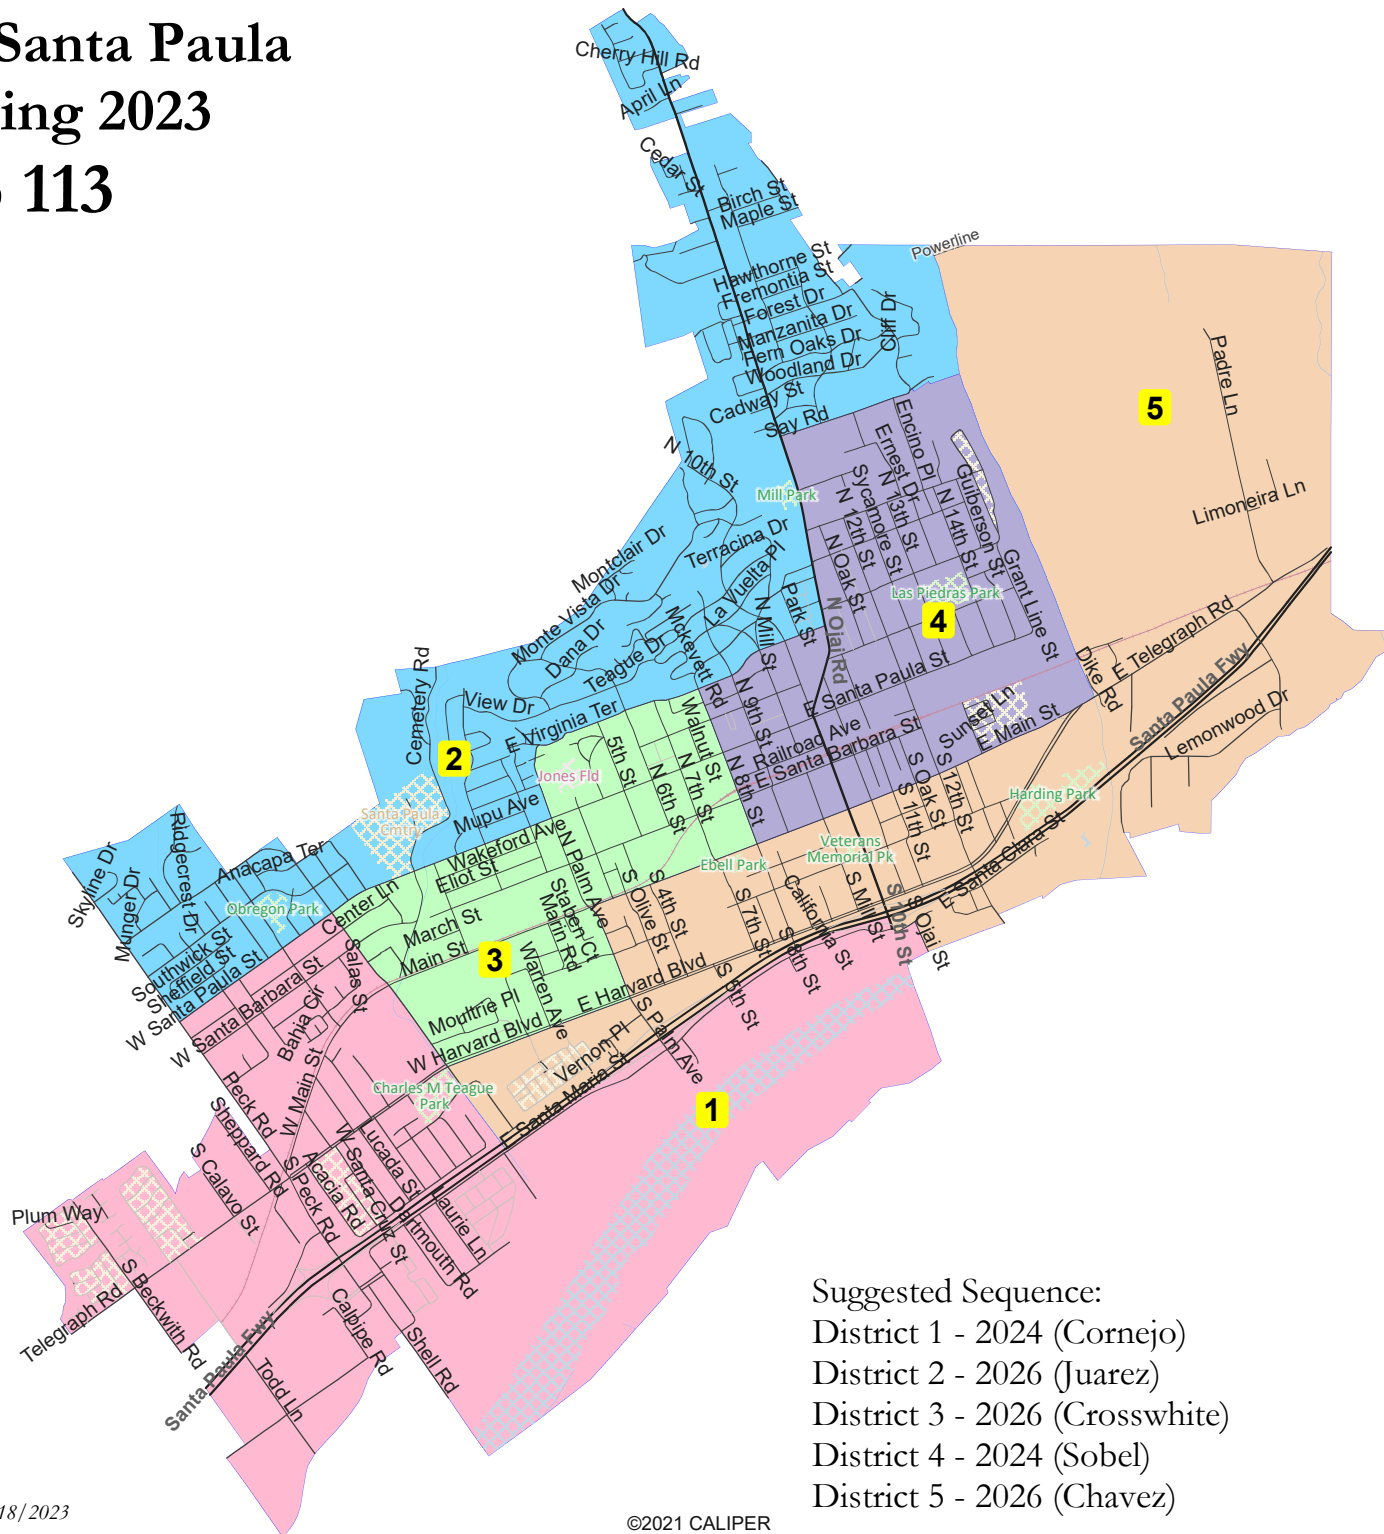 Santa Paula
ing 2023
113
Cherry Hill Rd
April Ln
Cedar St
Birch St
Maple St
Powerline
Hawthorne St
Fremontia St
Forest Dr
Cliff Dr
Manzanita Dr
Fern Oaks Dr
Woodland Dr
Padre Ln
Cadway St
5
Say Rd
Encino Pl
Ernest Dr
N 10th St
Guiberson St
Sycamore St
N 13th St
N 12th St
N 14th St
Mill Park
Limoneira Ln
Terracina Dr
Montclair Dr
La Vuelta Pl
N Oak St
Grant Line St
Monte Vista Dr
Park St
Las Piedras Park
N Mill St
N Ojai Rd
4
Mckevett Rd
E Telegraph Rd
Dana Dr
Teague Dr
Dike Rd
Santa Paula Fwy
Cemetery Rd
E Santa Paula St
View Dr
N 9th St
Walnut St
Sunset Ln
Lemonwood Dr
E Virginia Ter
E Main St
Railroad Ave
E Santa Barbara St
2
5th St
N 7th St
N 6th St
N 8th St
Jones Fld
S 12th St
S Oak St
S 11th St
Harding Park
Santa Paula
Cmtry
Mupu Ave
Wakeford Ave
Ridgecrest Dr
Anacapa Ter
Veterans
Memorial Pk
Ebell Park
Eliot St
N Palm Ave
Skyline Dr
Munger Dr
E Santa Clara St
Center Ln
Obregon Park
S 4th St
S Olive St
Staben Ct
Marin Rd
March St
California St
S Mill St
S 10th St
S Ojai St
S 7th St
S 8th St
Southwick St
S Sheffield St
W Santa Paula St
Main St
3
Warren Ave
W Santa Barbara St
Salas St
E Harvard Blvd
S 5th St
Bahia Cir
Moultrie Pl
S Palm Ave
W Harvard Blvd
Vernon Pl
E Santa Maria St
Peck Rd
W Main St
Charles M Teague
Park
1
Sheppard Rd
Lucada St
W Santa Cruz St
S Calavo St
Acacia Rd
S Peck Rd
Plum Way
Laurie Ln
Dartmouth Rd
S Beckwith Rd
Telegraph Rd
Calpipe Rd
Shell Rd
Santa Paula Fwy
Todd Ln
Suggested Sequence:
District 1 - 2024 (Cornejo)
District 2 - 2026 (Juarez)
District 3 - 2026 (Crosswhite)
District 4 - 2024 (Sobel)
District 5 - 2026 (Chavez)
18/2023
©2021 CALIPER